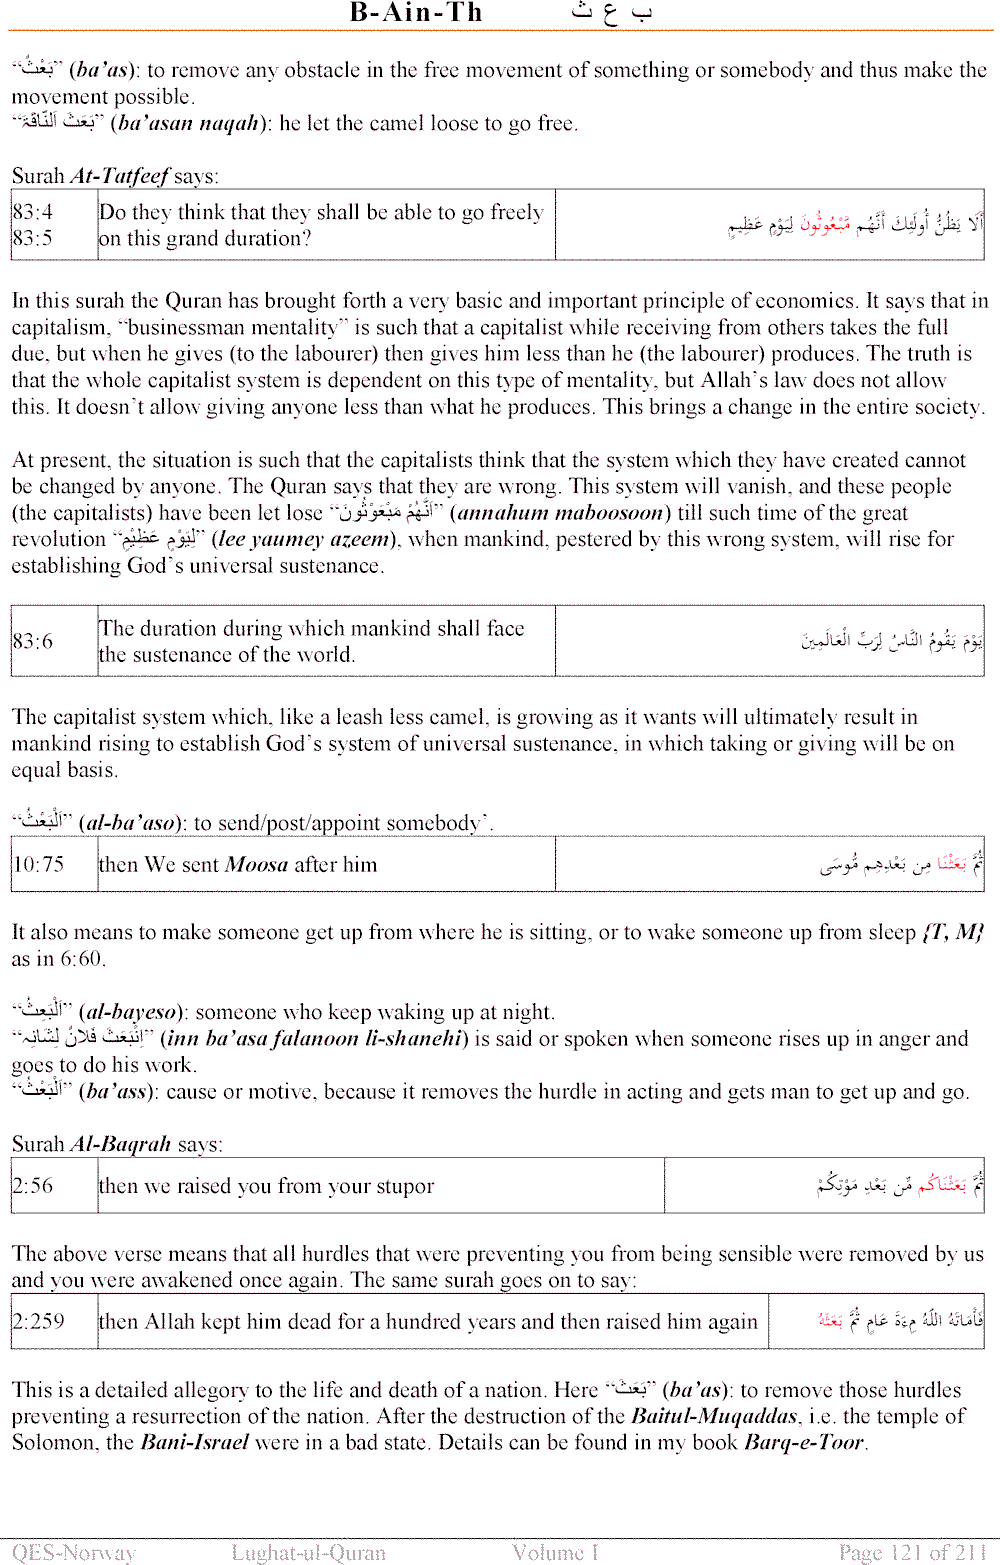 B-Ain-Th ب ع ث
“بَعْثٌ” (ba’as): to remove any obstacle in the free movement of something or somebody and thus make the
movement possible.
“بَعَثَ اَلنَّاقَةَ” (ba’asan naqah): he let the camel loose to go free.
Surah At-Tatfeef says:
83:4
83:5
Do they think that they shall be able to go freely
on this grand duration?
أَلَا يَظُنُّ أُولَئِكَ أَنَّهُم مَّبْعُوثُونَ لِيَوْمٍ عَظِيمٍ
In this surah the Quran has brought forth a very basic and important principle of economics. It says that in
capitalism, “businessman mentality” is such that a capitalist while receiving from others takes the full
due, but when he gives (to the labourer) then gives him less than he (the labourer) produces. The truth is
that the whole capitalist system is dependent on this type of mentality, but Allah’s law does not allow
this. It doesn’t allow giving anyone less than what he produces. This brings a change in the entire society.
At present, the situation is such that the capitalists think that the system which they have created cannot
be changed by anyone. The Quran says that they are wrong. This system will vanish, and these people
(the capitalists) have been let lose “اَنَّهُمْ مَبْعَوْثُونَ” (annahum maboosoon) till such time of the great
revolution “لِيَوْمٍ عَظِيْمٍ” (lee yaumey azeem), when mankind, pestered by this wrong system, will rise for
establishing God’s universal sustenance.
83:6
The duration during which mankind shall face
the sustenance of the world.
يَوْمَ يَقُومُ النَّاسُ لِرَبِّ الْعَالَمِينَ
The capitalist system which, like a leash less camel, is growing as it wants will ultimately result in
mankind rising to establish God’s system of universal sustenance, in which taking or giving will be on
equal basis.
“اَلْبَعْثُ” (al-ba’aso): to send/post/appoint somebody’.
10:75 then We sent Moosa after him ثُمَّ بَعَثْنَا مِن بَعْدِهِم مُّوسَى
It also means to make someone get up from where he is sitting, or to wake someone up from sleep {T, M}
as in 6:60.
“اَلْبَعِثُ” (al-bayeso): someone who keep waking up at night.
“اِنْبَعَثَ فَلَانٌ لِشَانِہِ” (inn ba’asa falanoon li-shanehi) is said or spoken when someone rises up in anger and
goes to do his work.
“اَلْبَعْثُ” (ba’ass): cause or motive, because it removes the hurdle in acting and gets man to get up and go.
Surah Al-Baqrah says:
2:56 then we raised you from your stupor ثُمَّ بَعَثْنَاكُم مِّن بَعْدِ مَوْتِكُمْ
The above verse means that all hurdles that were preventing you from being sensible were removed by us
and you were awakened once again. The same surah goes on to say:
2:259 then Allah kept him dead for a hundred years and then raised him again فَأَمَاتَهُ اللّهُ مِءَةَ عَامٍ ثُمَّ بَعَثَهُ
This is a detailed allegory to the life and death of a nation. Here “بَعَثَ” (ba’as): to remove those hurdles
preventing a resurrection of the nation. After the destruction of the Baitul-Muqaddas, i.e. the temple of
Solomon, the Bani-Israel were in a bad state. Details can be found in my book Barq-e-Toor.
QES-Norway Lughat-ul-Quran Volume I Page 121 of 211